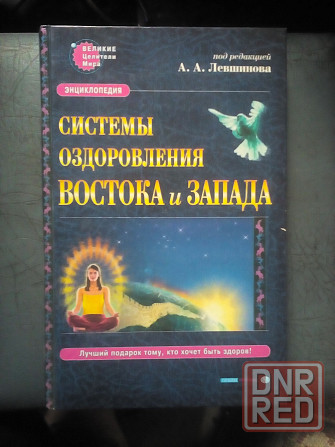 ВЕЛИКИЕ
Целители
Мира
под редакцией
А. А. Левшинова
ЭНЦИКЛОПЕДИЯ
СИСТЕМЫ
ОЗДОРОВЛЕНИЯ
ВОСТОКА и ЗАПАДА
Лучший подарок тому, кто хочет быть здоров!
DNR
RED